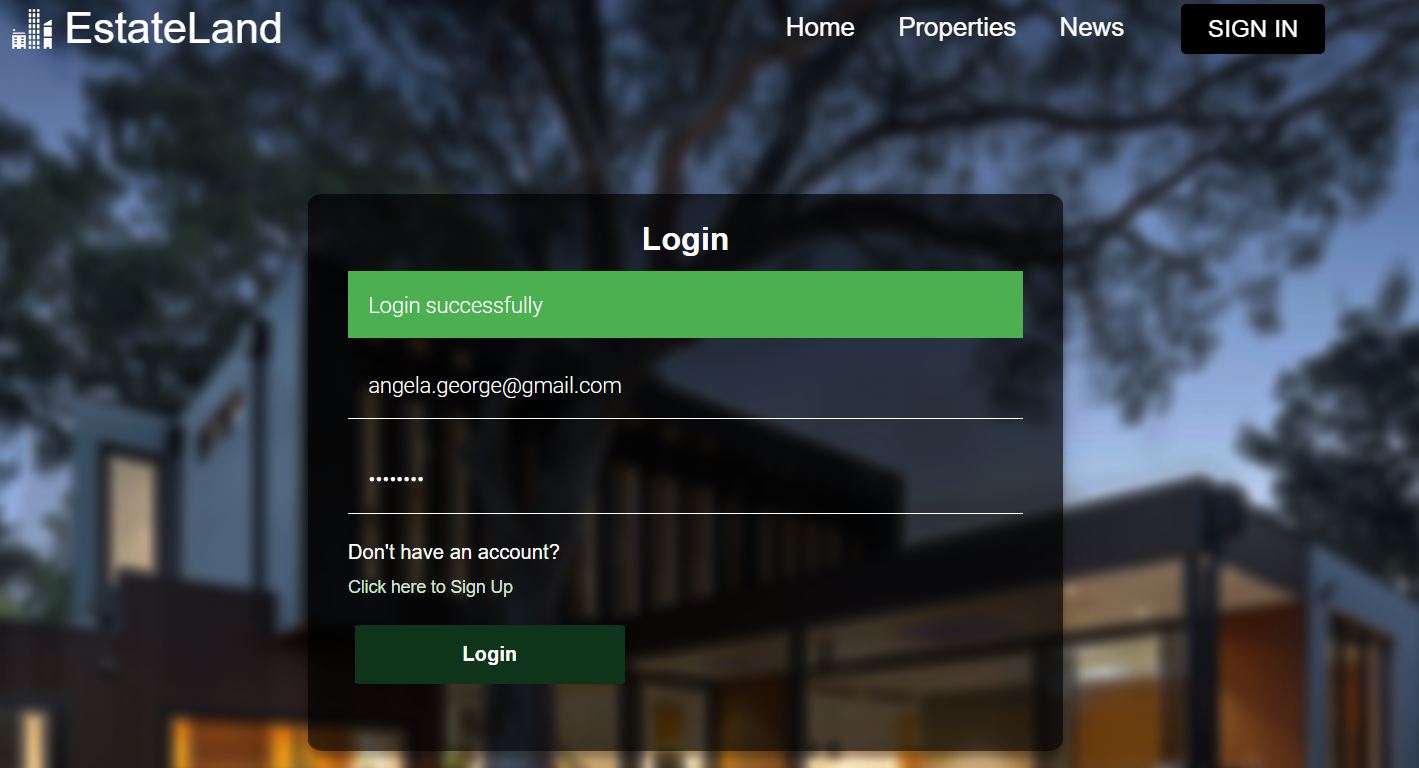 EstateLand Home Properties News SIGN IN
Login
Login successfully
angela.george@gmail.com
••••••••
Don't have an account?
Click here to Sign Up
Login